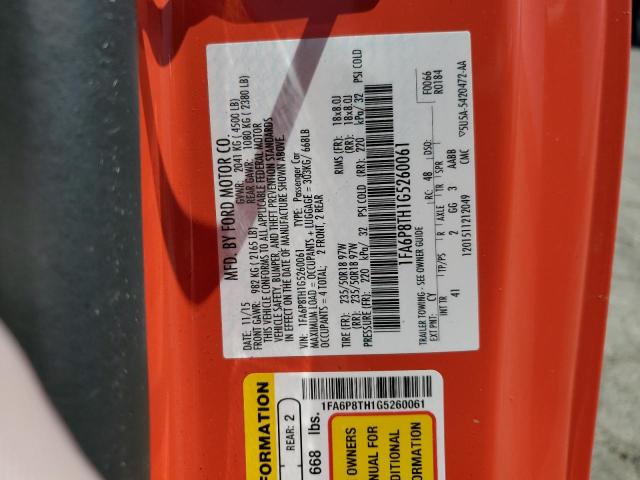 MFD. BY FORD MOTOR CO.
DATE: 11/15 GVWR: 2041 KG ( 4500 LB)
FRONT GAWR: 982 KG ( 2165 LB) REAR GAWR: 1080 KG ( 2380 LB)
THIS VEHICLE CONFORMS TO ALL APPLICABLE FEDERAL MOTOR
VEHICLE SAFETY, BUMPER, AND THEFT PREVENTION STANDARDS
IN EFFECT ON THE DATE OF MANUFACTURE SHOWN ABOVE.
VIN: 1FA6P8TH1G5260061 TYPE: Passenger Car
MAXIMUM LOAD = OCCUPANTS + LUGGAGE = 303KG/ 668LB
OCCUPANTS = 4 TOTAL: 2 FRONT, 2 REAR
TIRE (FR): 235/50R18 97W RIMS (FR): 18x8.0J
(RR): 235/50R18 97W (RR): 18x8.0J
PRESSURE (FR): 220 kPa/ 32 PSI COLD (RR): 220 kPa/ 32 PSI COLD
1FA6P8TH1G5260061
TRAILER TOWING - SEE OWNER GUIDE F0066
EXT PNT: CY RC: 48 DSO: R0184
INT TR TP/PS R AXLE TR SPR
41 2 GG 3 AABB
1201511212049 CMC
5U5A-5420472-AA
FORMATION
REAR: 2
668 lbs.
1FA6P8TH1G5260061
OWNERS
MANUAL FOR
DITIONAL
FORMATION